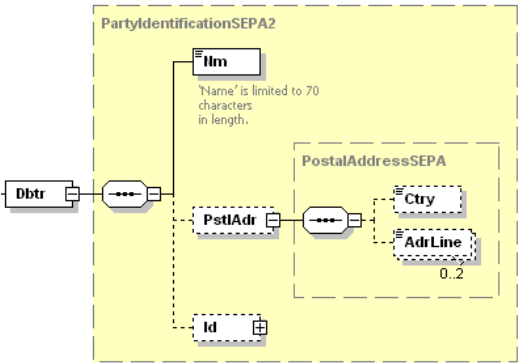 PartyIdentificationSEPA2
Nm
'Name' is limited to 70
characters
in length.
PostalAddressSEPA
Dbtr
PstlAdr
Ctry
AdrLine
0..2
Id